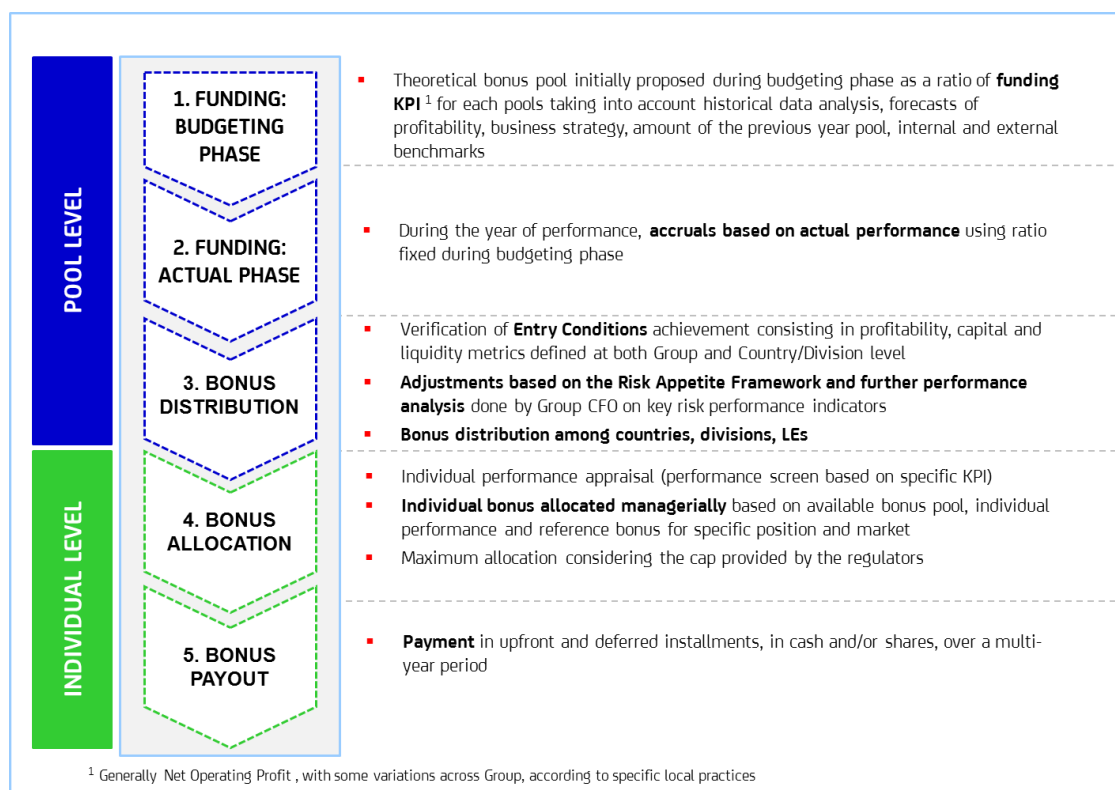 POOL LEVEL
1. FUNDING:
BUDGETING
PHASE
▪ Theoretical bonus pool initially proposed during budgeting phase as a ratio of funding
KPI ¹ for each pools taking into account historical data analysis, forecasts of
profitability, business strategy, amount of the previous year pool, internal and external
benchmarks
2. FUNDING:
ACTUAL PHASE
▪ During the year of performance, accruals based on actual performance using ratio
fixed during budgeting phase
3. BONUS
DISTRIBUTION
▪ Verification of Entry Conditions achievement consisting in profitability, capital and
liquidity metrics defined at both Group and Country/Division level
▪ Adjustments based on the Risk Appetite Framework and further performance
analysis done by Group CFO on key risk performance indicators
▪ Bonus distribution among countries, divisions, LEs
INDIVIDUAL LEVEL
4. BONUS
ALLOCATION
▪ Individual performance appraisal (performance screen based on specific KPI)
▪ Individual bonus allocated managerially based on available bonus pool, individual
performance and reference bonus for specific position and market
▪ Maximum allocation considering the cap provided by the regulators
5. BONUS
PAYOUT
▪ Payment in upfront and deferred installments, in cash and/or shares, over a multi-
year period
¹ Generally Net Operating Profit , with some variations across Group, according to specific local practices